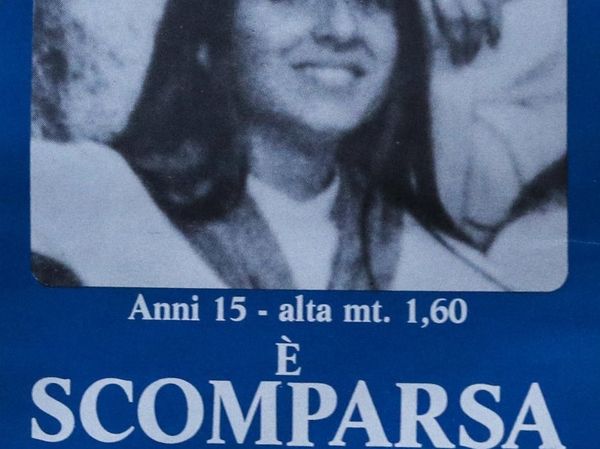 Anni 15 - alta mt. 1,60
È
SCOMPARSA